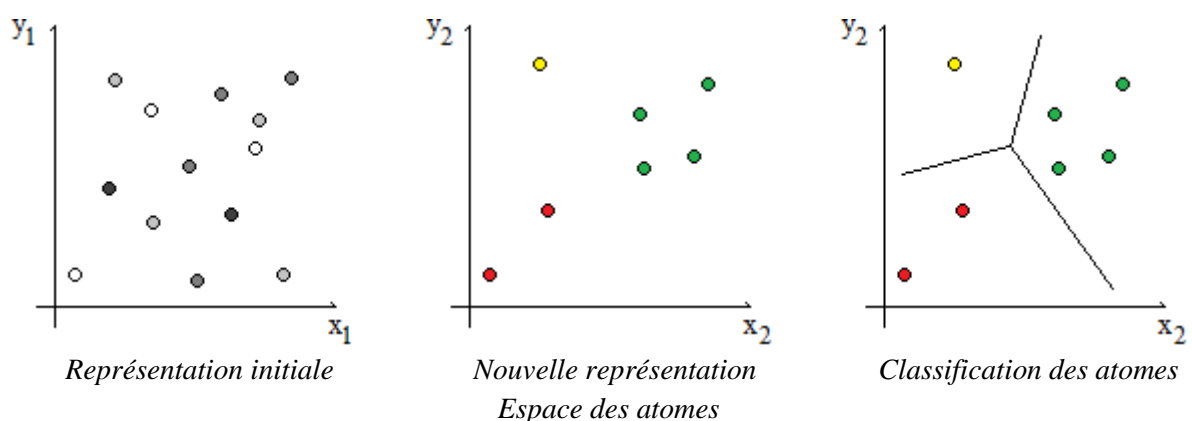 y1
x1
Représentation initiale
y2
x2
Nouvelle représentation
Espace des atomes
y2
x2
Classification des atomes